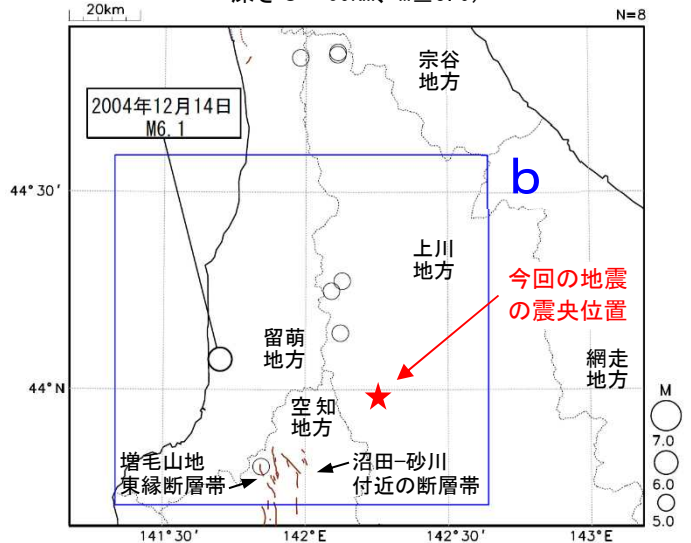 20km
N=8
宗谷
地方
2004年12月14日
M6.1
b
44°30'
上川
地方
今回の地震
の震央位置
留萌
地方
網走
地方
44°N
空知
地方
M
7.0
6.0
5.0
増毛山地
東縁断層帯
沼田−砂川
付近の断層帯
141°30'
142°E
142°30'
143°E